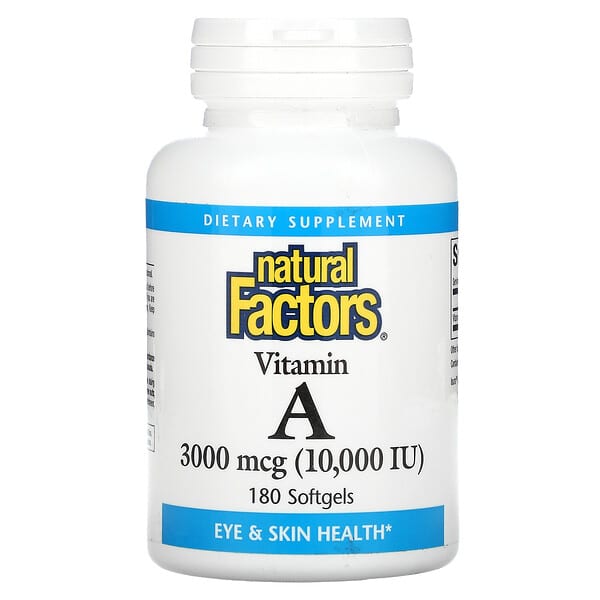 DIETARY SUPPLEMENT
natural
Factors®
Vitamin
A
3000 mcg (10,000 IU)
180 Softgels
EYE & SKIN HEALTH*